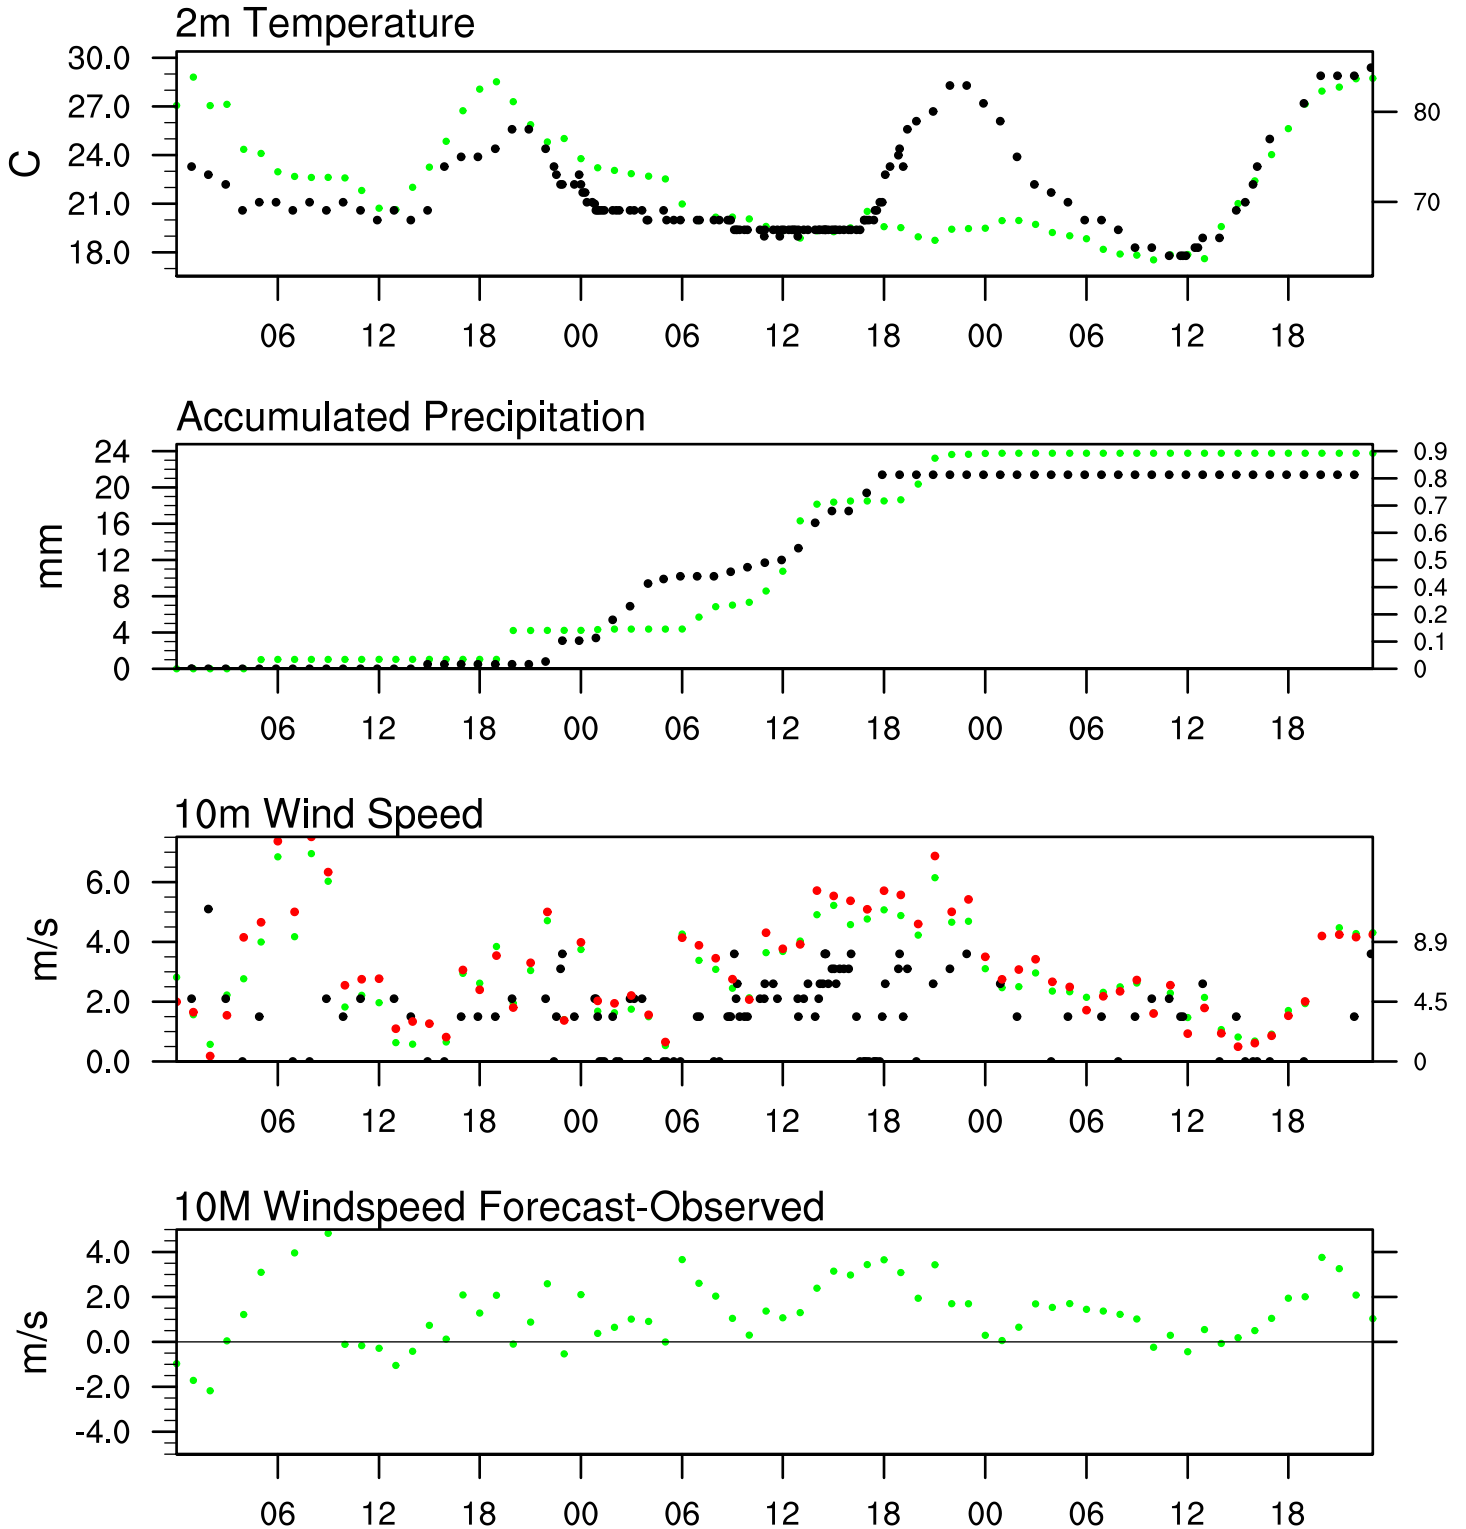 2m Temperature
30.0
27.0
24.0
21.0
18.0
C
80
70
06 12 18 00 06 12 18 00 06 12 18
Accumulated Precipitation
24
20
16
12
8
4
0
mm
0.9
0.8
0.7
0.6
0.5
0.4
0.2
0.1
0
06 12 18 00 06 12 18 00 06 12 18
10m Wind Speed
6.0
4.0
2.0
0.0
m/s
8.9
4.5
0
06 12 18 00 06 12 18 00 06 12 18
10M Windspeed Forecast-Observed
4.0
2.0
0.0
-2.0
-4.0
m/s
06 12 18 00 06 12 18 00 06 12 18